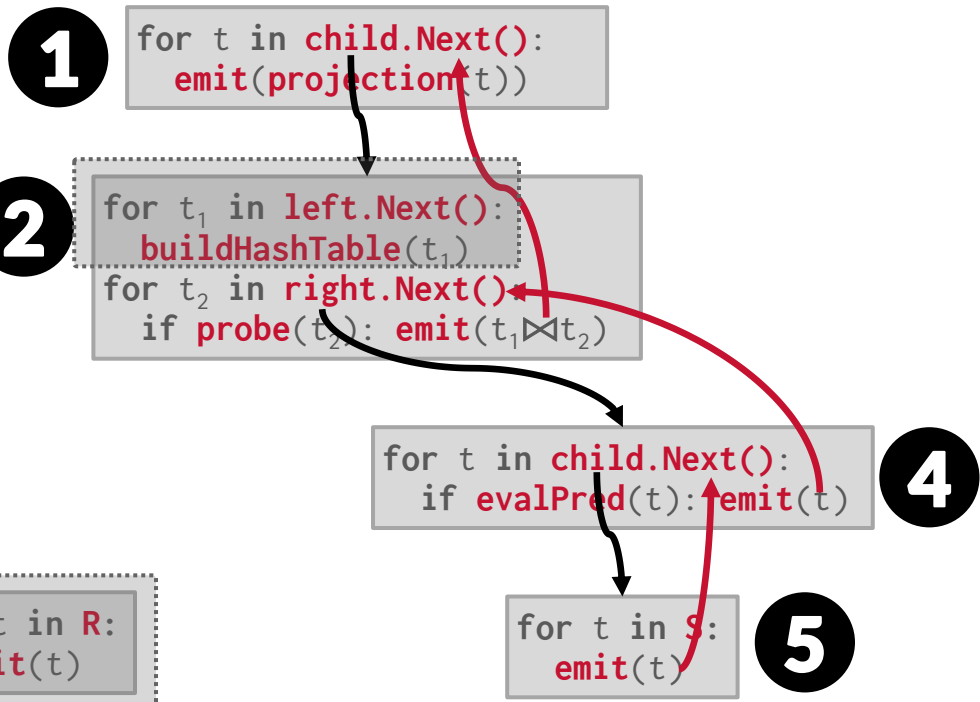 1
for t in child.Next():
emit(projection(t))
2
for t₁ in left.Next():
buildHashTable(t₁)
for t₂ in right.Next():
if probe(t₂): emit(t₁⨝t₂)
for t in child.Next():
if evalPred(t): emit(t)
4
t in R:
it(t)
for t in S:
emit(t)
5